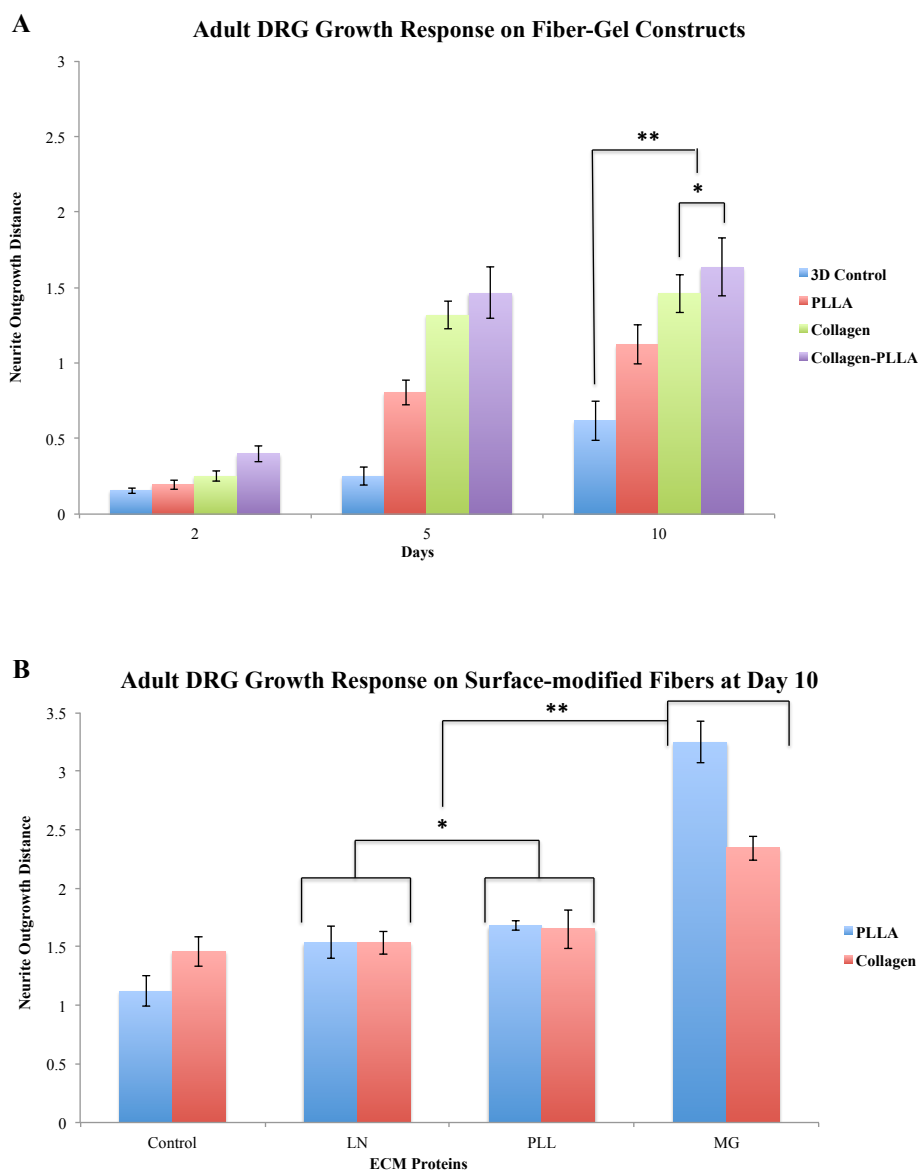 A
Adult DRG Growth Response on Fiber-Gel Constructs
3
2.5
2
1.5
1
0.5
0
Neurite Outgrowth Distance
**
*
2
5
10
Days
3D Control
PLLA
Collagen
Collagen-PLLA
B
Adult DRG Growth Response on Surface-modified Fibers at Day 10
3.5
3
2.5
2
1.5
1
0.5
0
Neurite Outgrowth Distance
**
*
Control
LN
PLL
MG
ECM Proteins
PLLA
Collagen